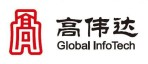 高伟达
Global InfoTech